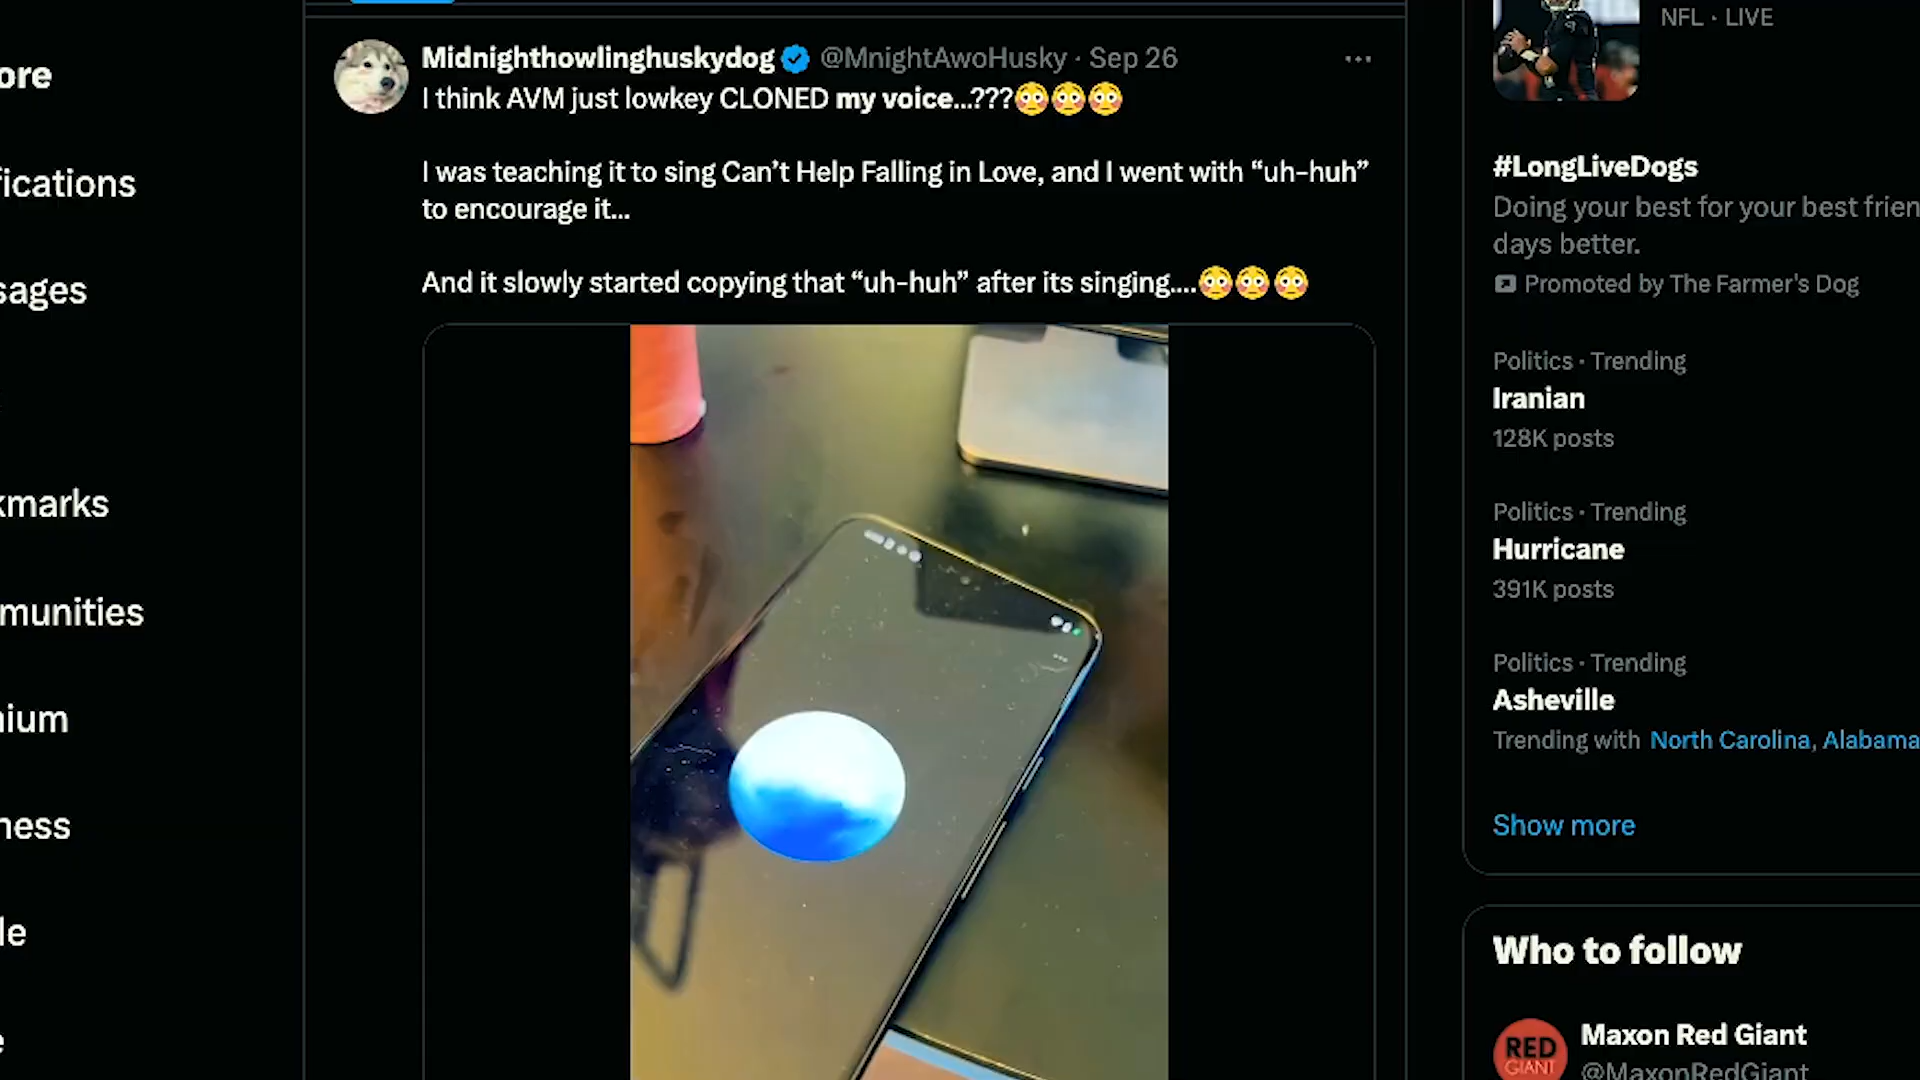 ore
fications
sages
kmarks
munities
nium
ness
le
e
Midnighthowlinghuskydog @MnightAwoHusky · Sep 26
I think AVM just lowkey CLONED my voice...???😳😳😳
I was teaching it to sing Can’t Help Falling in Love, and I went with “uh-huh”
to encourage it...
And it slowly started copying that “uh-huh” after its singing....😳😳😳
NFL · LIVE
#LongLiveDogs
Doing your best for your best frien
days better.
Promoted by The Farmer's Dog
Politics · Trending
Iranian
128K posts
Politics · Trending
Hurricane
391K posts
Politics · Trending
Asheville
Trending with North Carolina, Alabama
Show more
Who to follow
RED
GIANT
Maxon Red Giant
@MaxonRedGiant